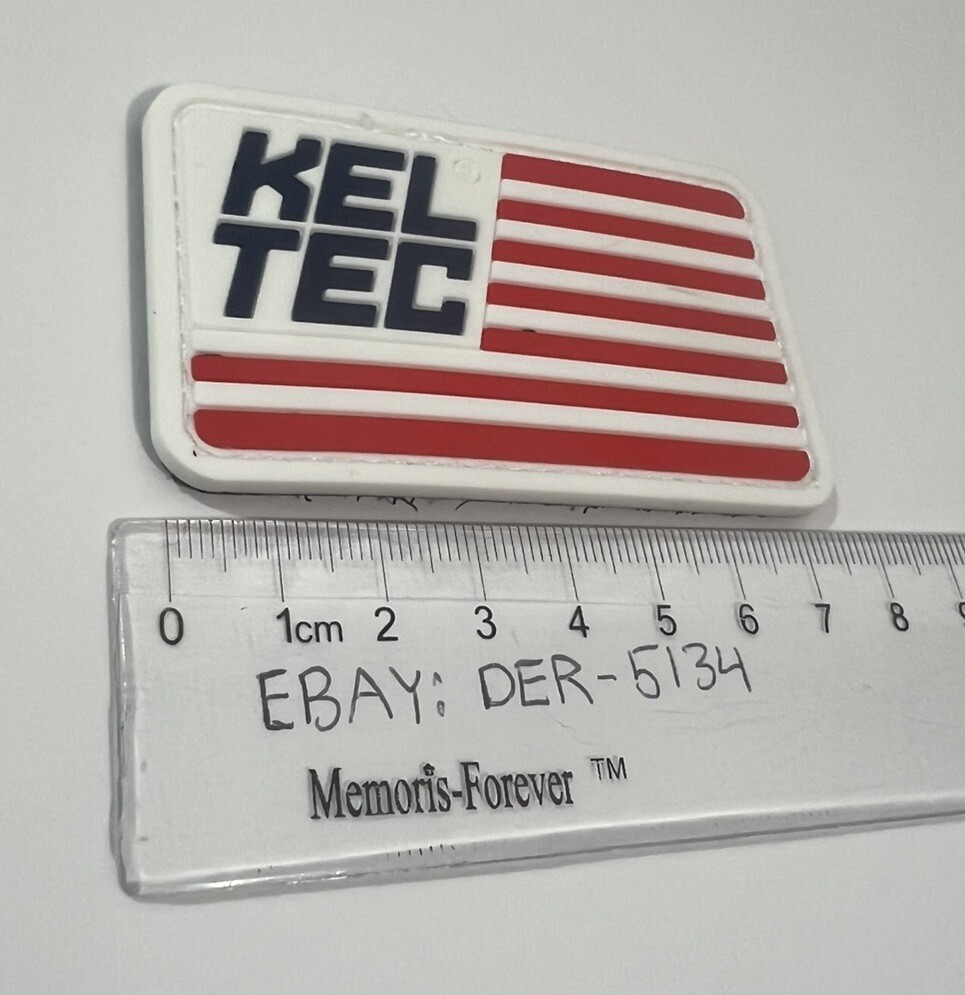 KEL ®
TEC
0 1cm 2 3 4 5 6 7 8
EBAY: DER-5134
Memoris-Forever ™